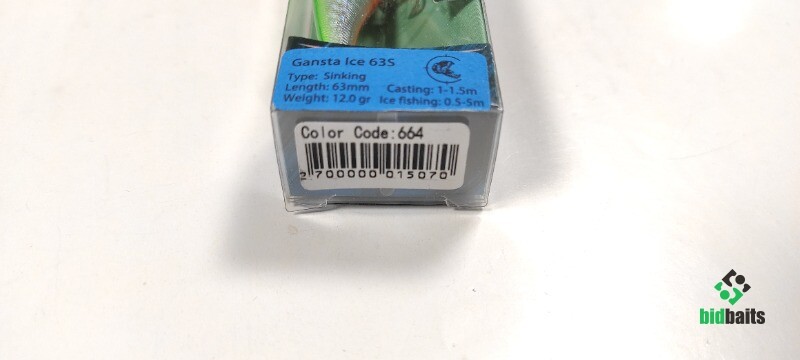 Gansta Ice 63S
Type: Sinking
Length: 63mm
Casting: 1-1.5m
Weight: 12.0 gr
Ice fishing: 0.5-5m
Color Code:664
2 700000 015070
bidbaits